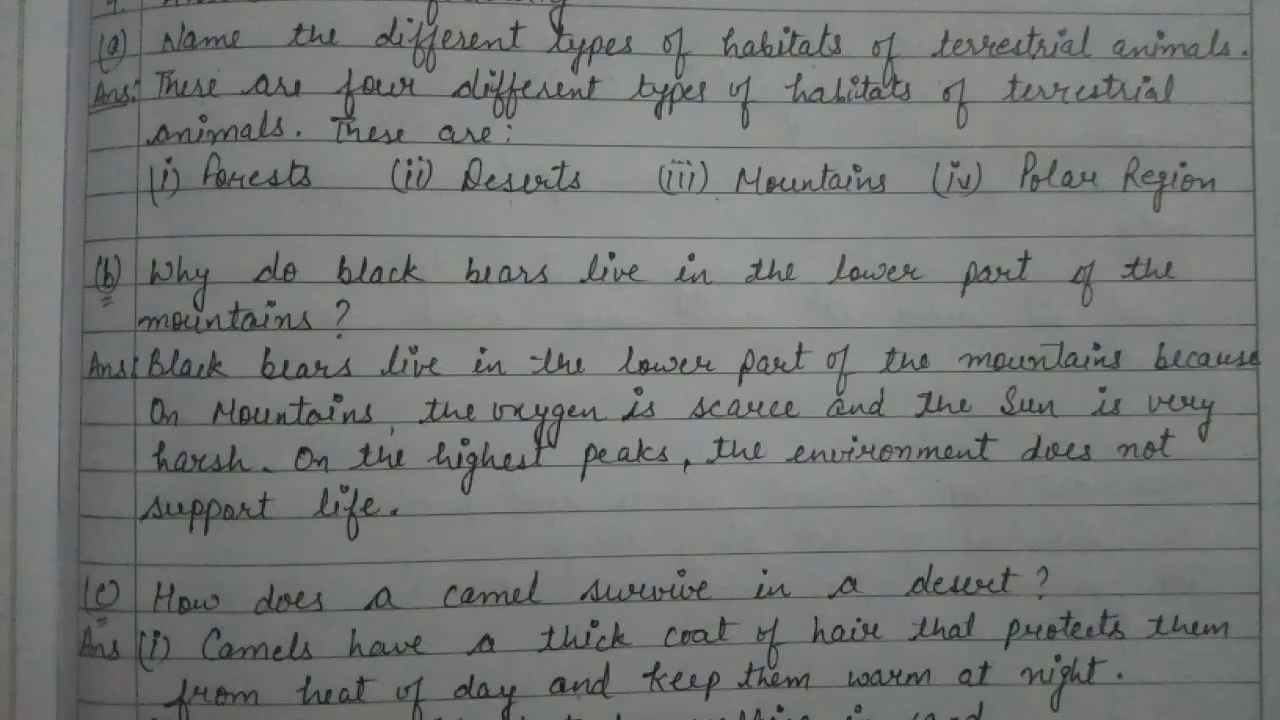 (a) Name the different types of habitats of terrestrial animals.
Ans: There are four different types of habitats of terrestrial
animals. These are:
(i) Forests (ii) Deserts (iii) Mountains (iv) Polar Region
(b) Why do black bears live in the lower part of the
mountains?
Ans: Black bears live in the lower part of the mountains because
On Mountains, the oxygen is scarce and the Sun is very
harsh. On the highest peaks, the environment does not
support life.
(c) How does a camel survive in a desert?
Ans (i) Camels have a thick coat of hair that protects them
from heat of day and keep them warm at night.